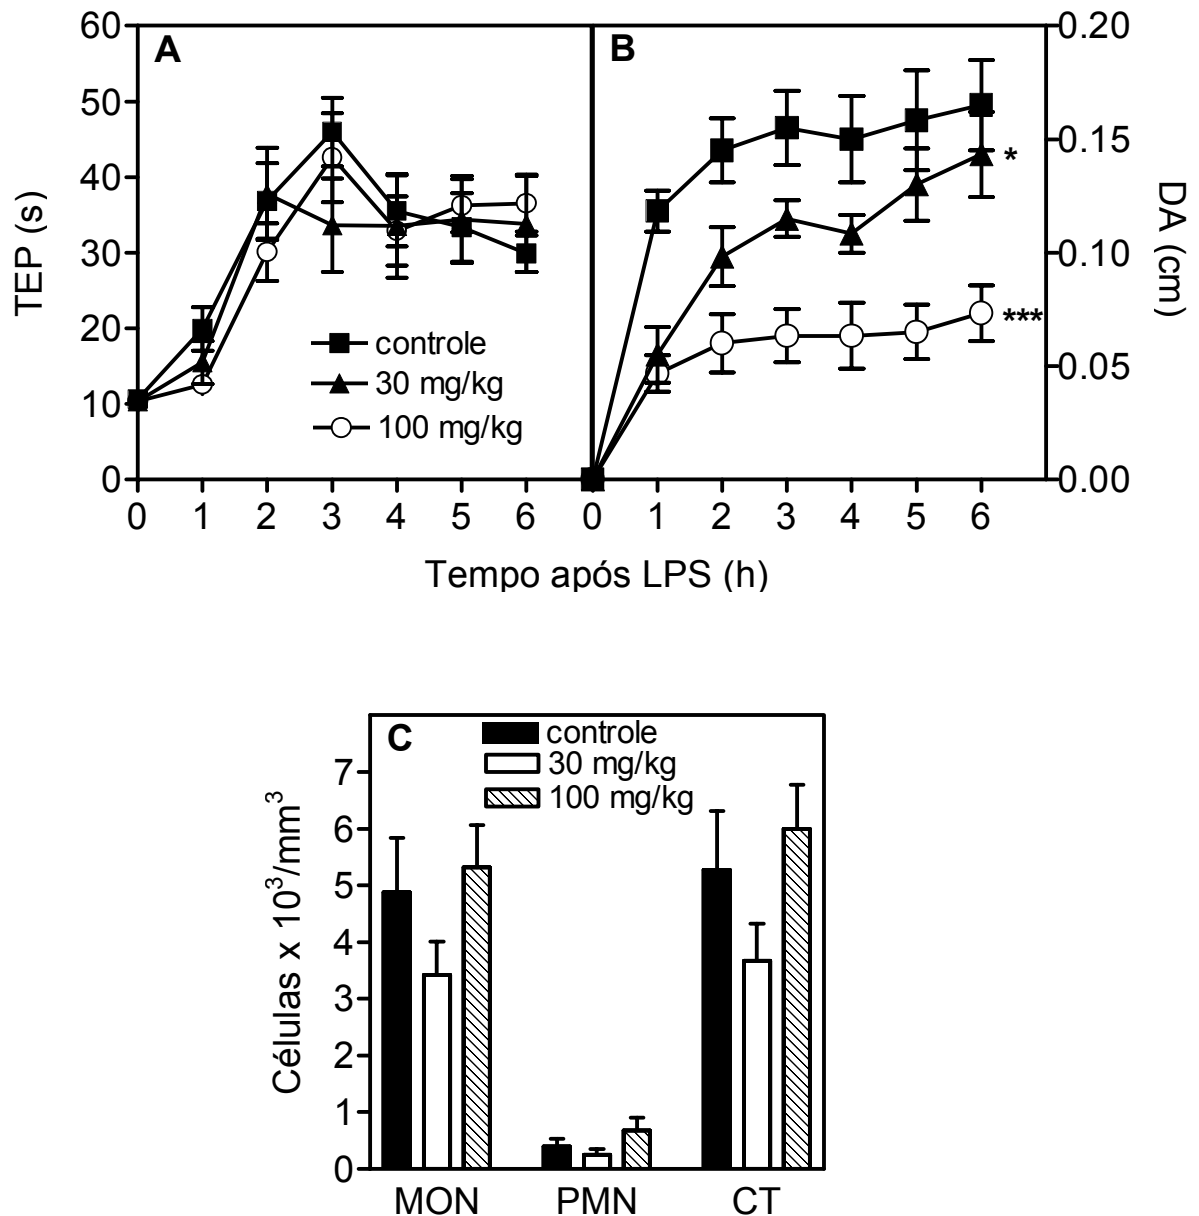 A
B
TEP (s)
60
50
40
30
20
10
0
controle
30 mg/kg
100 mg/kg
0 1 2 3 4 5 6
0 1 2 3 4 5 6
*
***
0.20
0.15
0.10
0.05
0.00
DA (cm)
Tempo após LPS (h)
C
controle
30 mg/kg
100 mg/kg
Células x 10³/mm³
7
6
5
4
3
2
1
0
MON PMN CT